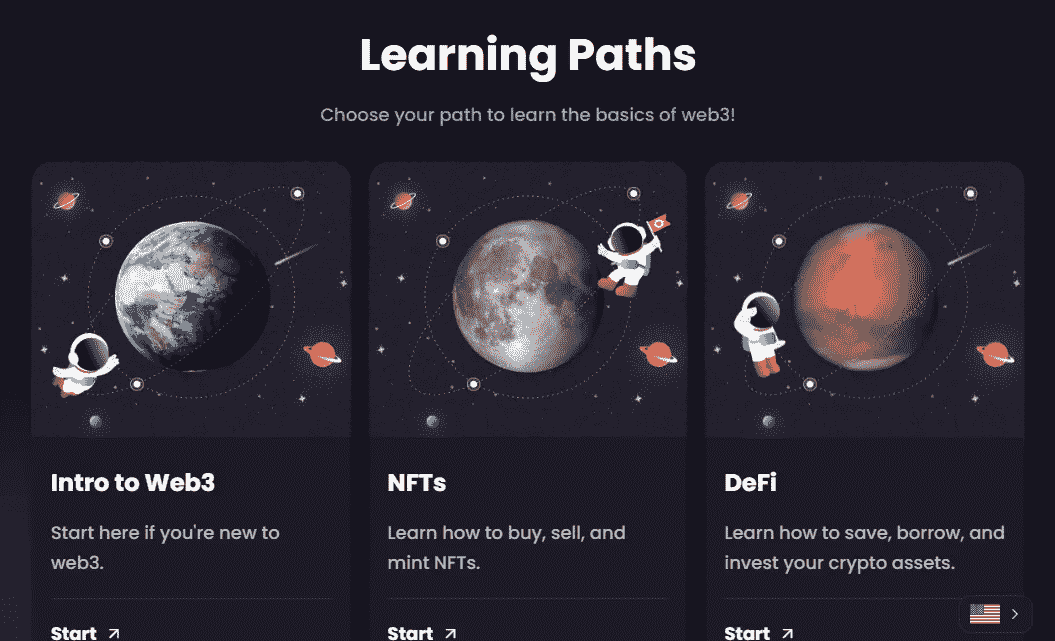 Learning Paths
Choose your path to learn the basics of web3!
Intro to Web3
Start here if you're new to
web3.
Start
NFTs
Learn how to buy, sell, and
mint NFTs.
Start
DeFi
Learn how to save, borrow, and
invest your crypto assets.
Start